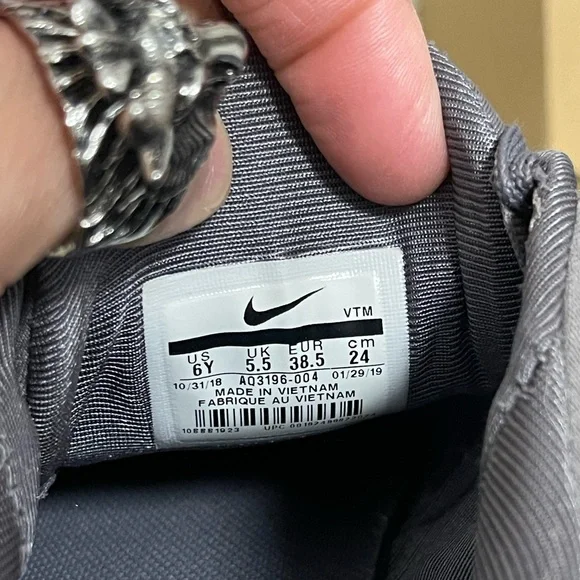 VTM
US UK EUR cm
6Y 5.5 38.5 24
10/31/18 AQ3196-004 01/29/19
MADE IN VIETNAM
FABRIQUE AU VIETNAM
UPC